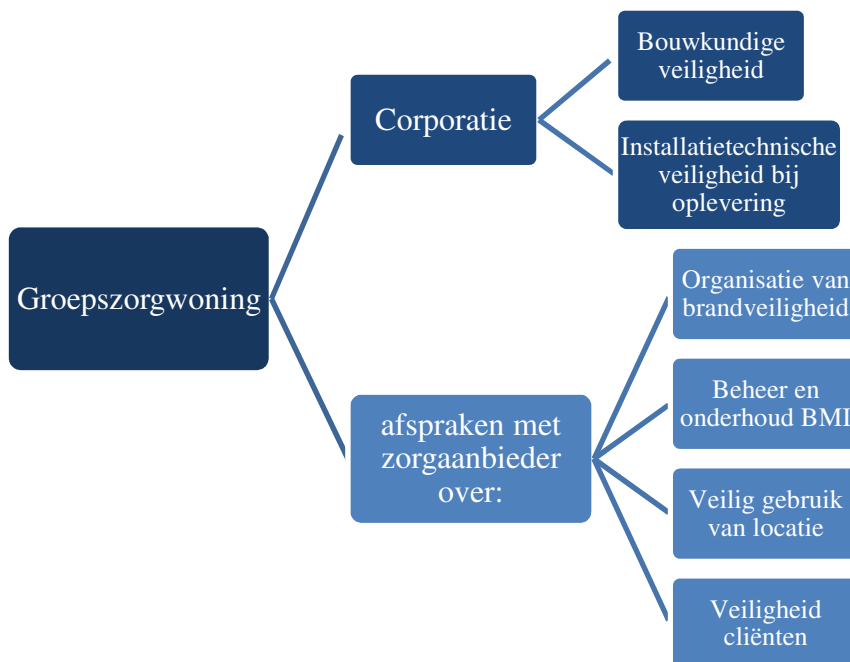 Groepszorgwoning
Corporatie
Bouwkundige
veiligheid
Installatietechnische
veiligheid bij
oplevering
afspraken met
zorgaanbieder
over:
Organisatie van
brandveiligheid
Beheer en
onderhoud BMI
Veilig gebruik
van locatie
Veiligheid
cliënten